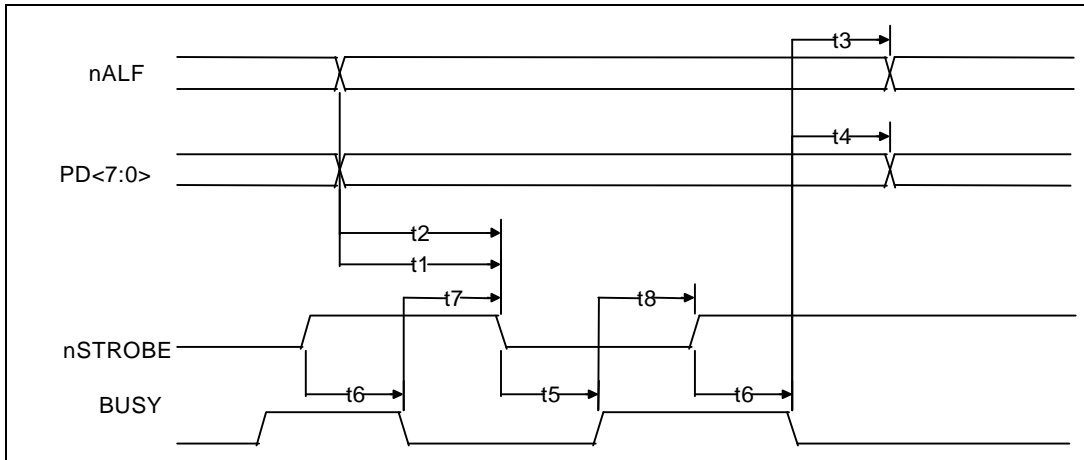 t3
nALF
t4
PD<7:0>
t2
t1
t7 t8
nSTROBE
t6 t5 t6
BUSY